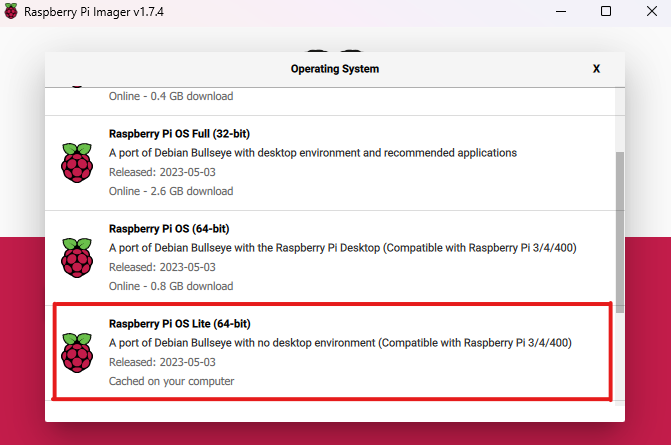 Raspberry Pi Imager v1.7.4
Operating System
X
Online - 0.4 GB download
Raspberry Pi OS Full (32-bit)
A port of Debian Bullseye with desktop environment and recommended applications
Released: 2023-05-03
Online - 2.6 GB download
Raspberry Pi OS (64-bit)
A port of Debian Bullseye with the Raspberry Pi Desktop (Compatible with Raspberry Pi 3/4/400)
Released: 2023-05-03
Online - 0.8 GB download
Raspberry Pi OS Lite (64-bit)
A port of Debian Bullseye with no desktop environment (Compatible with Raspberry Pi 3/4/400)
Released: 2023-05-03
Cached on your computer